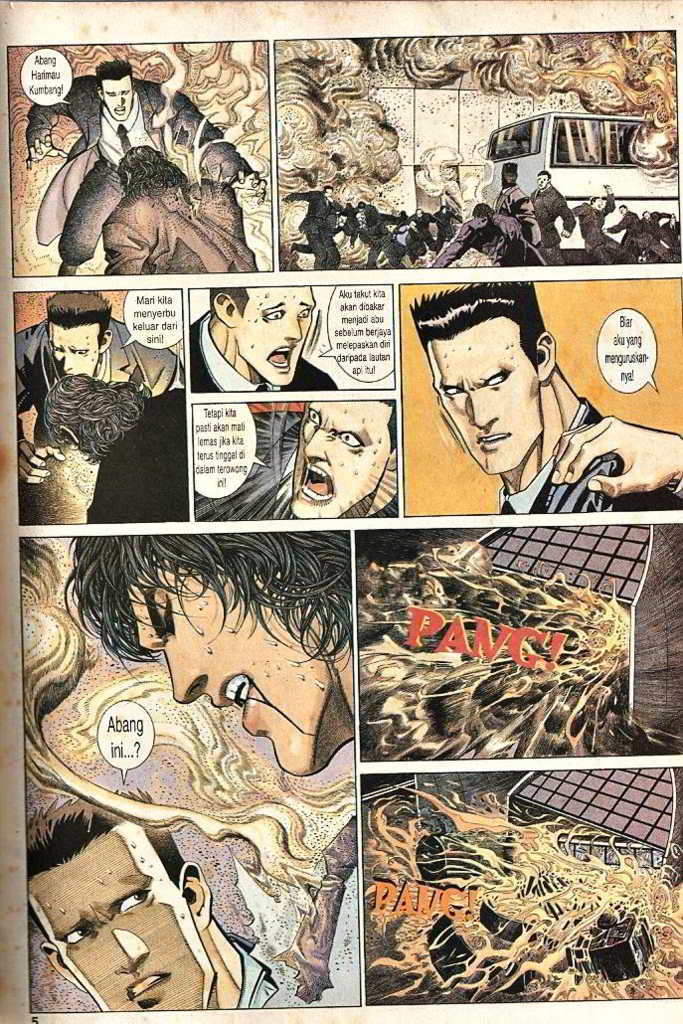 Abang
Harimau
Kumbang!
Mari kita
menyerbu
keluar dari
sini!
Aku takut kita
akan dibakar
menjadi abu
sebelum berjaya
melepaskan diri
daripada lautan
api itu!
Tetapi kita
pasti akan mati
lemas jika kita
terus tinggal di
dalam terowong
ini!
Biar
aku yang
menguruskan-
nya!
Abang
ini...?
PANG!
PANG!
5